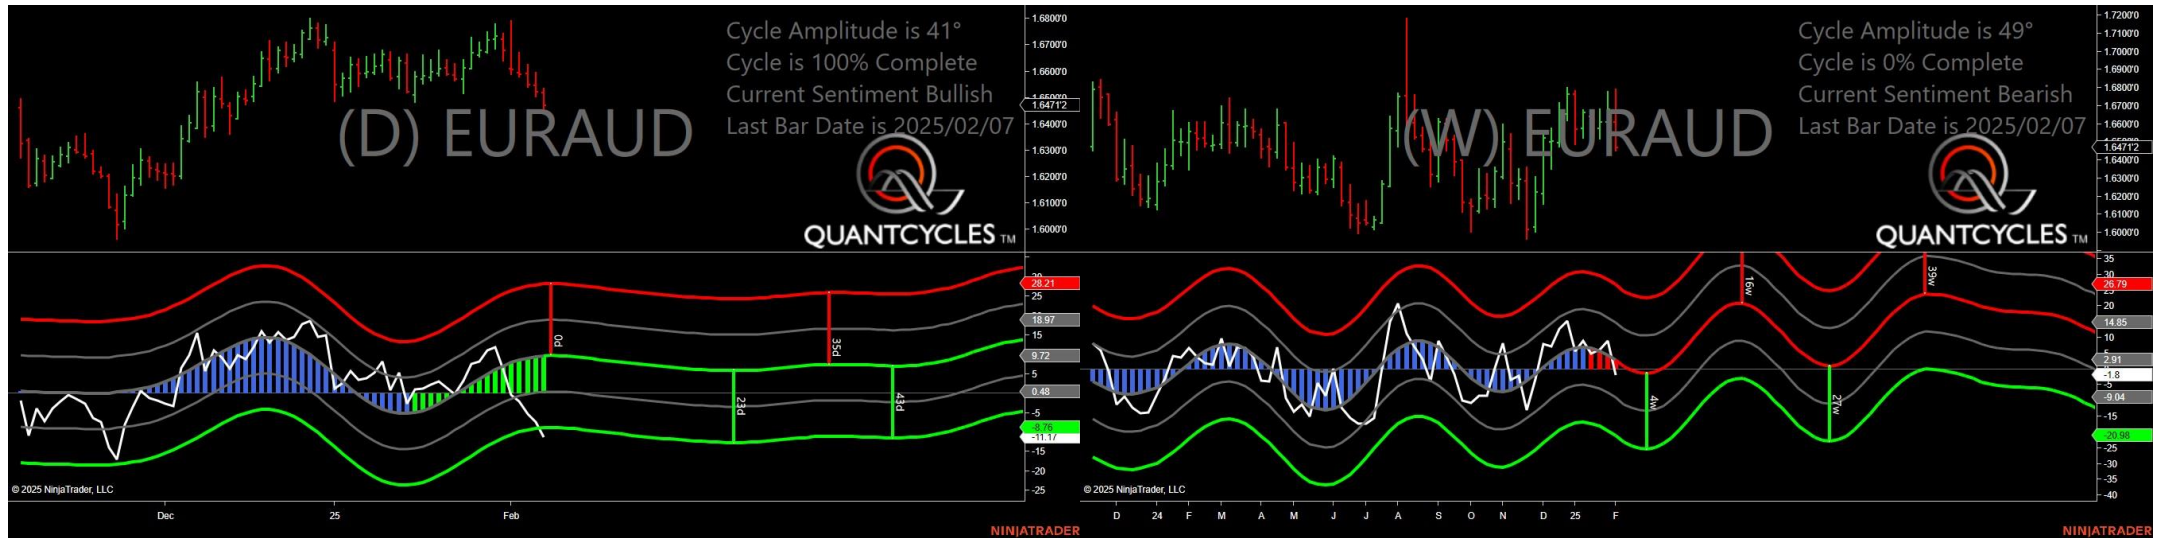 Cycle Amplitude is 41°
Cycle is 100% Complete
Current Sentiment Bullish
Last Bar Date is 2025/02/07
(D) EURAUD
QUANTCYCLES TM
1.6800'0
1.6700'0
1.6600'0
1.6471'2
1.6400'0
1.6300'0
1.6200'0
1.6100'0
1.6000'0
28.21
25
18.97
15
9.72
5
0.48
-5
-8.76
-11.17
-15
-20
-25
0d
35d
23d
43d
© 2025 NinjaTrader, LLC
Dec
25
Feb
NINJATRADER
Cycle Amplitude is 49°
Cycle is 0% Complete
Current Sentiment Bearish
Last Bar Date is 2025/02/07
(W) EURAUD
QUANTCYCLES TM
1.7200'0
1.7100'0
1.7000'0
1.6900'0
1.6800'0
1.6700'0
1.6600'0
1.6471'2
1.6400'0
1.6300'0
1.6200'0
1.6100'0
1.6000'0
35
30
26.79
20
14.85
10
2.91
-1.8
-5
-9.04
-15
-20.98
-25
-30
-35
-40
16w
39w
4w
27w
© 2025 NinjaTrader, LLC
D 24 F M A M J J A S O N D 25 F
NINJATRADER